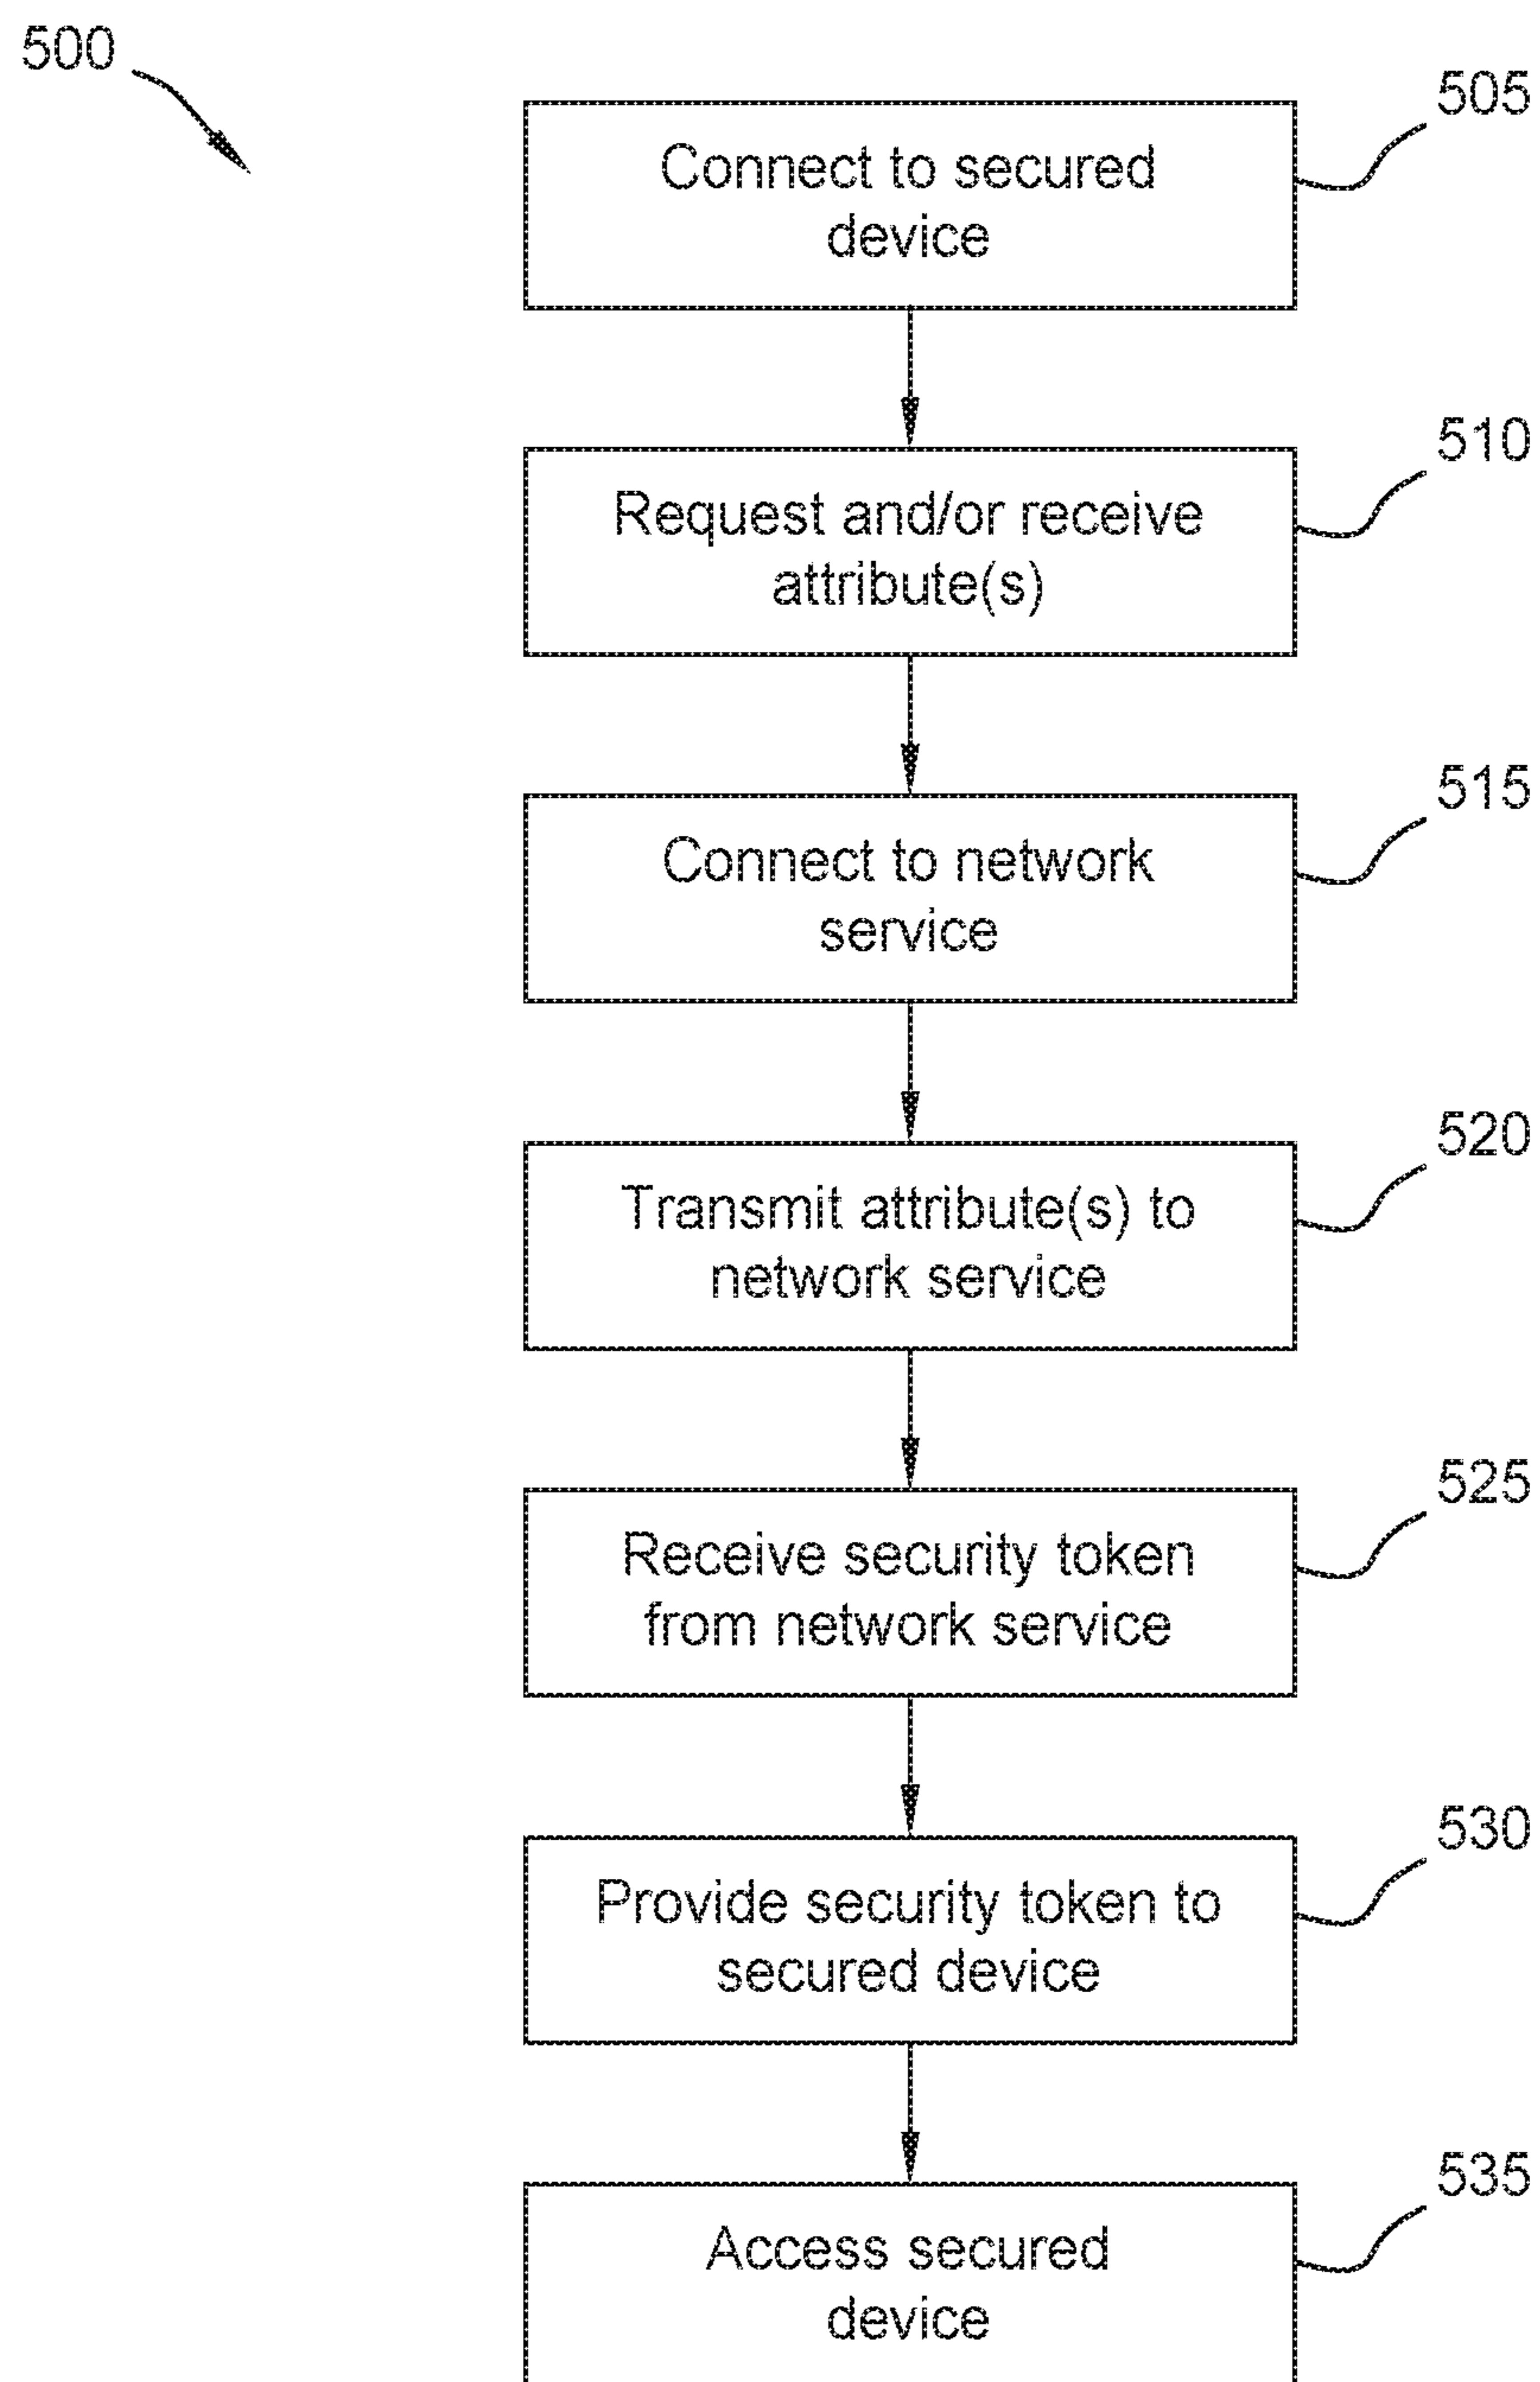 500
505
Connect to secured
device
510
Request and/or receive
attribute(s)
515
Connect to network
service
520
Transmit attribute(s) to
network service
525
Receive security token
from network service
530
Provide security token to
secured device
535
Access secured
device